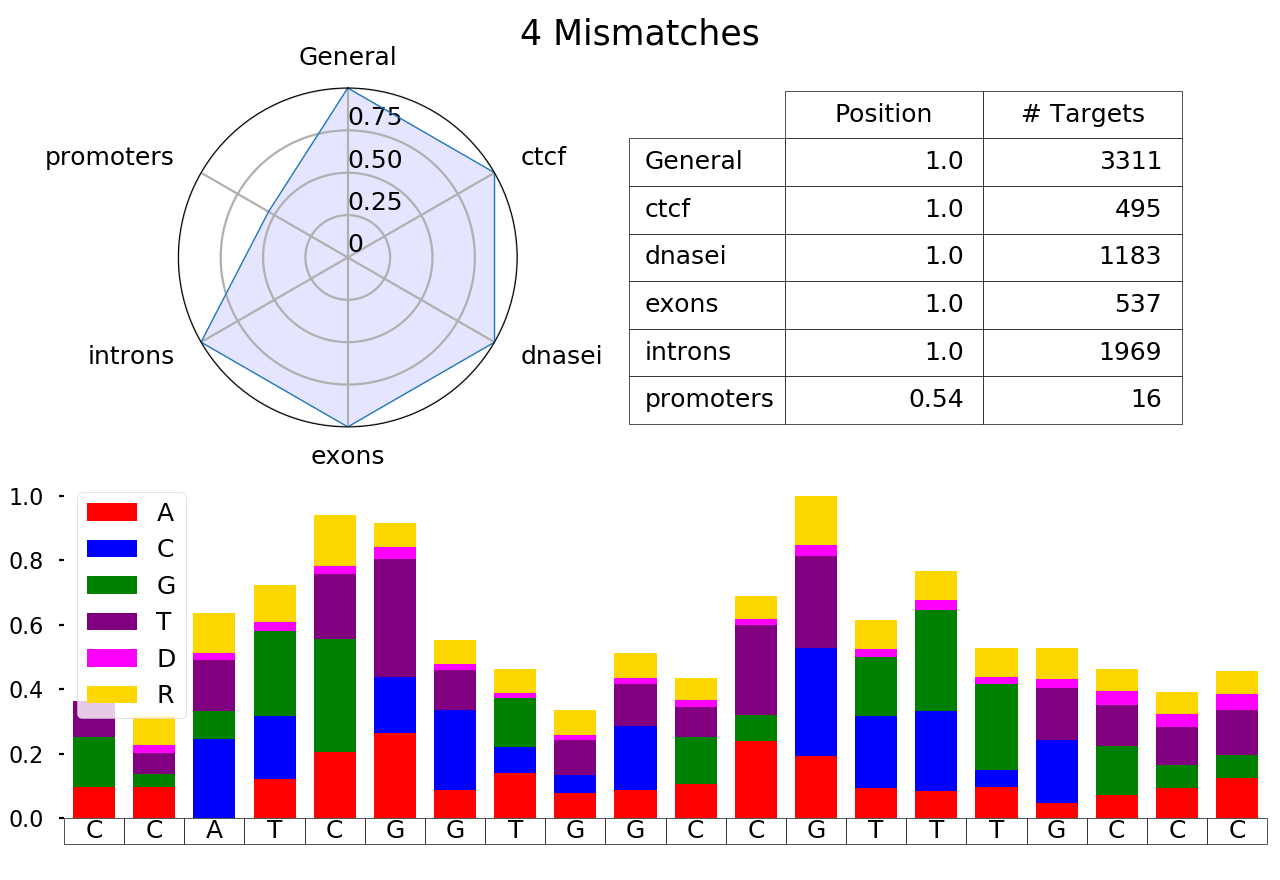 4 Mismatches
General
promoters
ctcf
introns
dnasei
exons
0.75
0.50
0.25
0
Position # Targets
General 1.0 3311
ctcf 1.0 495
dnasei 1.0 1183
exons 1.0 537
introns 1.0 1969
promoters 0.54 16
1.0
0.8
0.6
0.4
0.2
0.0
A
C
G
T
D
R
C C A T C G G T G G C C G T T T G C C C